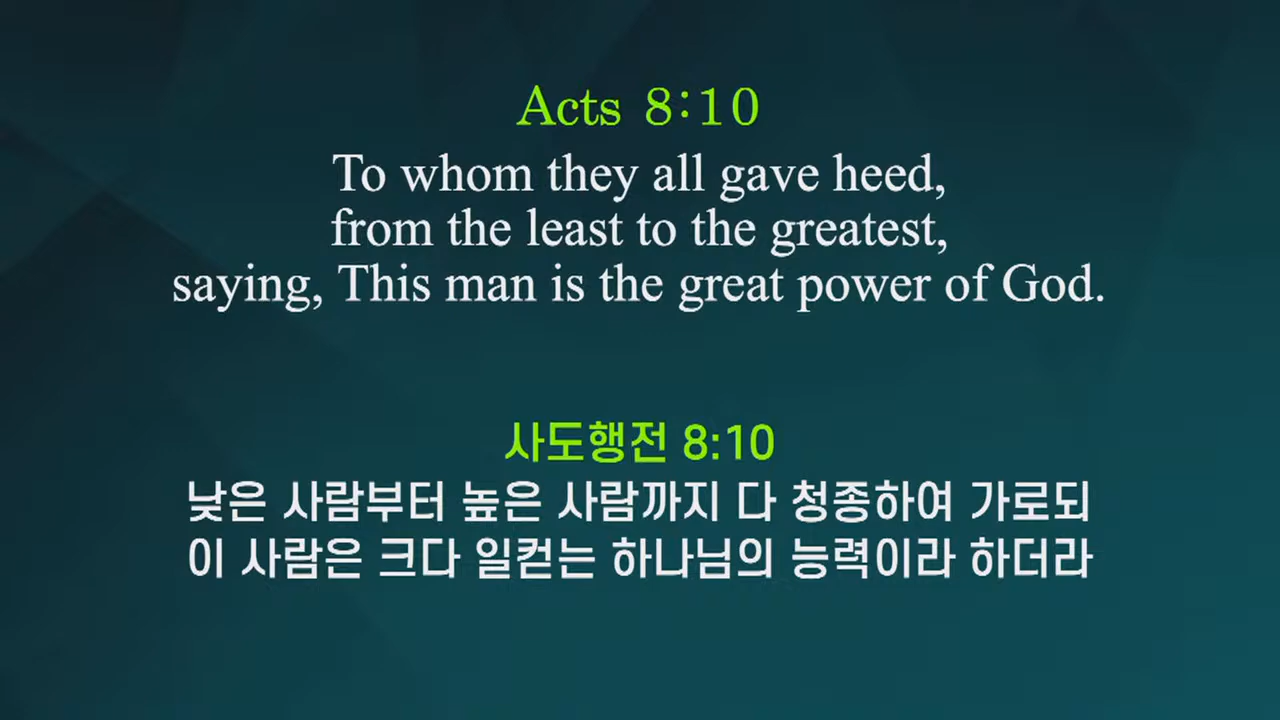 Acts 8:10
To whom they all gave heed,
from the least to the greatest,
saying, This man is the great power of God.
사도행전 8:10
낮은 사람부터 높은 사람까지 다 청종하여 가로되
이 사람은 크다 일컫는 하나님의 능력이라 하더라